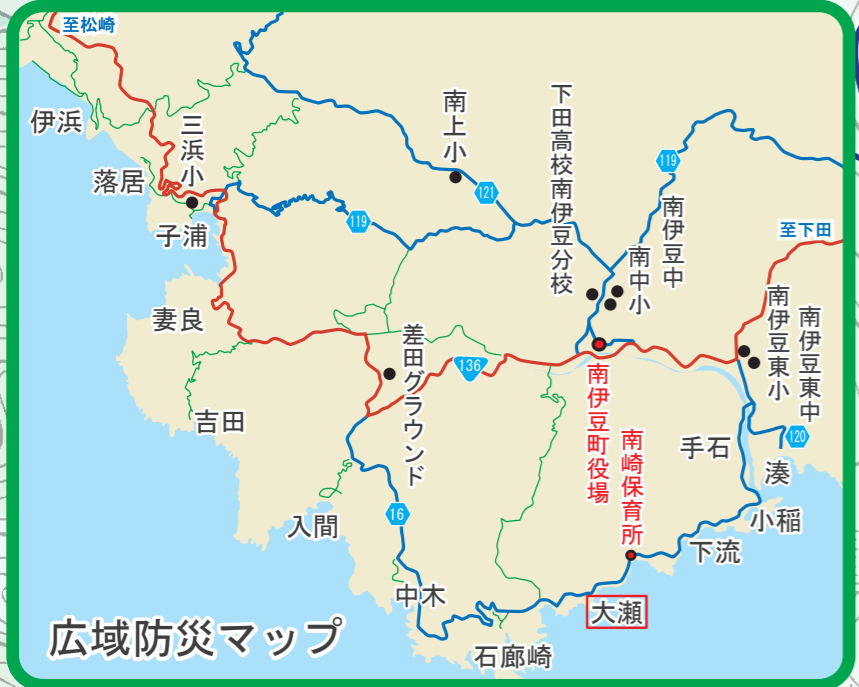 至松崎
伊浜
三浜小
落居
子浦
妻良
吉田
入間
中木
石廊崎
南上小
121
119
差田グラウンド
136
16
下田高校南伊豆分校
119
南伊豆中
南中小
至下田
南伊豆東小
南伊豆東中
120
南伊豆町役場
南崎保育所
手石
湊
小稲
下流
大瀬
広域防災マップ